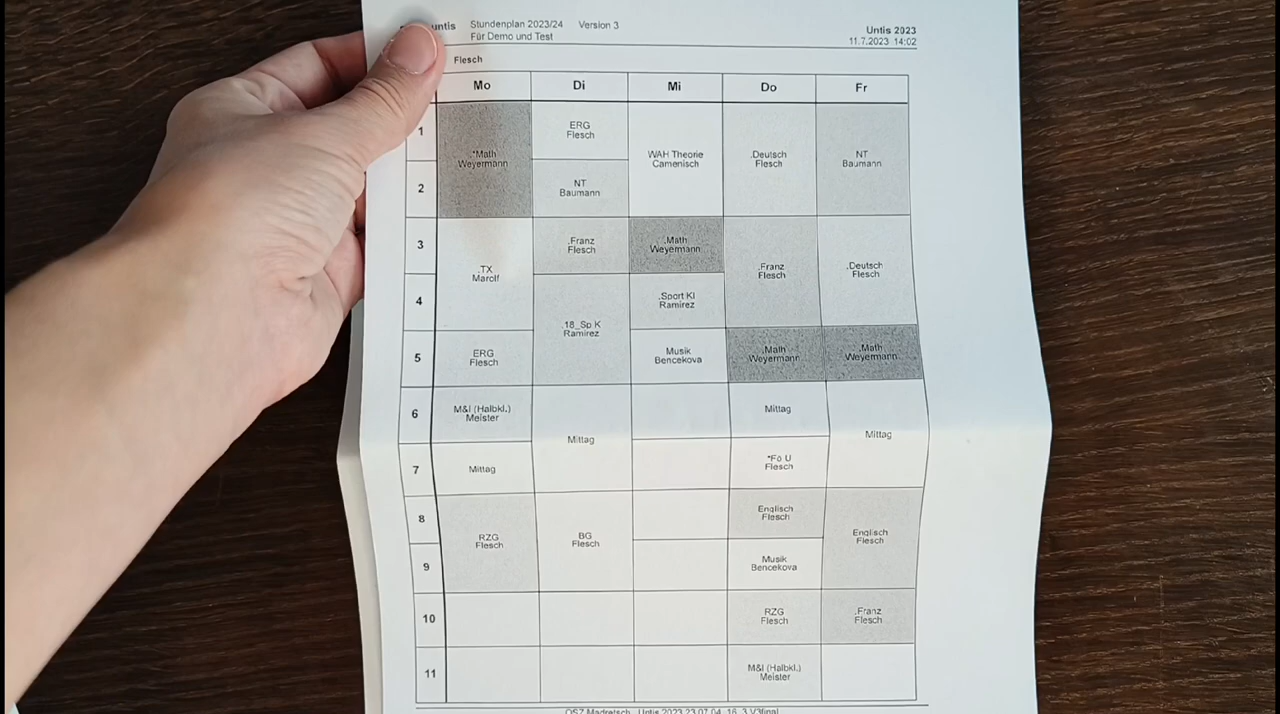 untis Stundenplan 2023/24 Version 3
Für Demo und Test
Untis 2023
11.7.2023 14:02
Flesch
Mo Di Mi Do Fr
1
2
3
4
5
6
7
8
9
10
11
.*Math
Weyermann
.TX
Marolf
ERG
Flesch
M&I (Halbkl.)
Meister
Mittag
RZG
Flesch
ERG
Flesch
NT
Baumann
.Franz
Flesch
.18_Sp K
Ramirez
Mittag
BG
Flesch
WAH Theorie
Camenisch
.Math
Weyermann
.Sport Kl
Ramirez
Musik
Bencekova
.Deutsch
Flesch
.Franz
Flesch
.Math
Weyermann
Mittag
*Fö U
Flesch
Englisch
Flesch
Musik
Bencekova
RZG
Flesch
M&I (Halbkl.)
Meister
NT
Baumann
.Deutsch
Flesch
.Math
Weyermann
Mittag
Englisch
Flesch
.Franz
Flesch
OSZ Madretsch